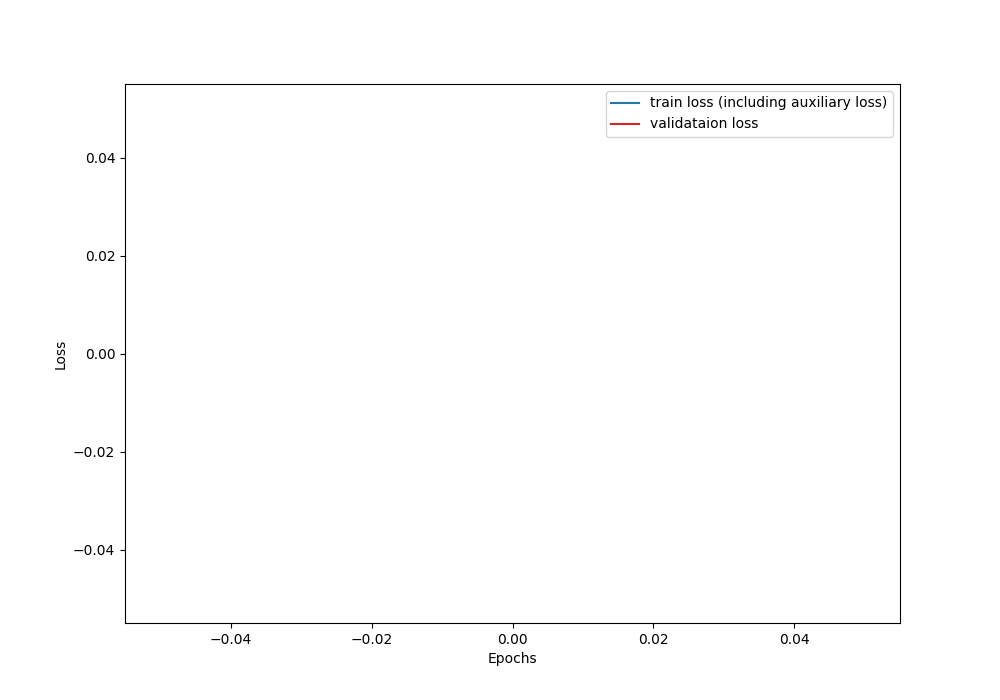 train loss (including auxiliary loss)
validataion loss
0.04
0.02
0.00
−0.02
−0.04
Loss
−0.04 −0.02 0.00 0.02 0.04
Epochs